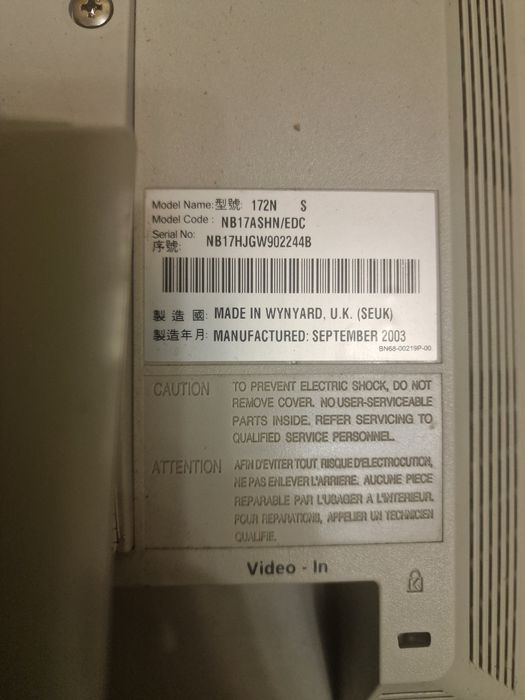 Model Name: 型號: 172N S
Model Code : NB17ASHN/EDC
Serial No:
序號: NB17HJGW902244B
製 造 國: MADE IN WYNYARD, U.K. (SEUK)
製造年月: MANUFACTURED: SEPTEMBER 2003
BN68-00219P-00
CAUTION TO PREVENT ELECTRIC SHOCK, DO NOT
REMOVE COVER. NO USER-SERVICEABLE
PARTS INSIDE. REFER SERVICING TO
QUALIFIED SERVICE PERSONNEL.
ATTENTION AFIN D'EVITER TOUT RISQUE D'ELECTROCUTION,
NE PAS ENLEVER L'ARRIERE. AUCUNE PIECE
REPARABLE PAR L'USAGER À L'INTERIEUR.
POUR REPARATIONS, APPELER UN TECHNICIEN
QUALIFIE.
Video - In